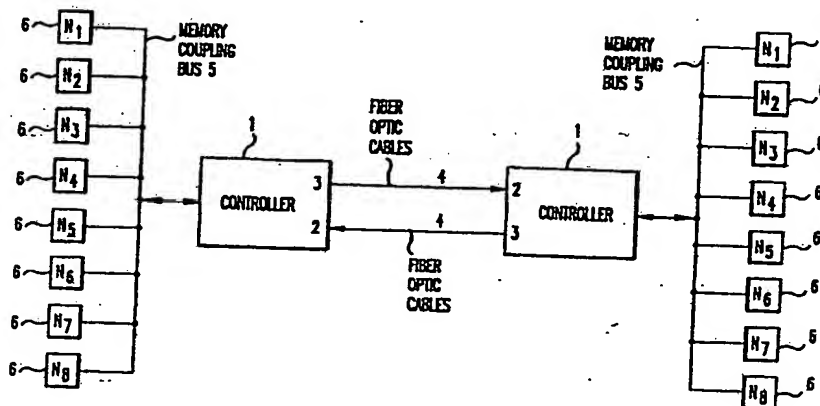 6 N1
6 N2
6 N3
6 N4
6 N5
6 N6
6 N7
6 N8
MEMORY
COUPLING
BUS 5
1
CONTROLLER
3
2
FIBER
OPTIC
CABLES
4
4
FIBER
OPTIC
CABLES
1
2
CONTROLLER
3
MEMORY
COUPLING
BUS 5
N1
N2 6
N3 6
N4 6
N5 6
N6 6
N7 6
N8 6